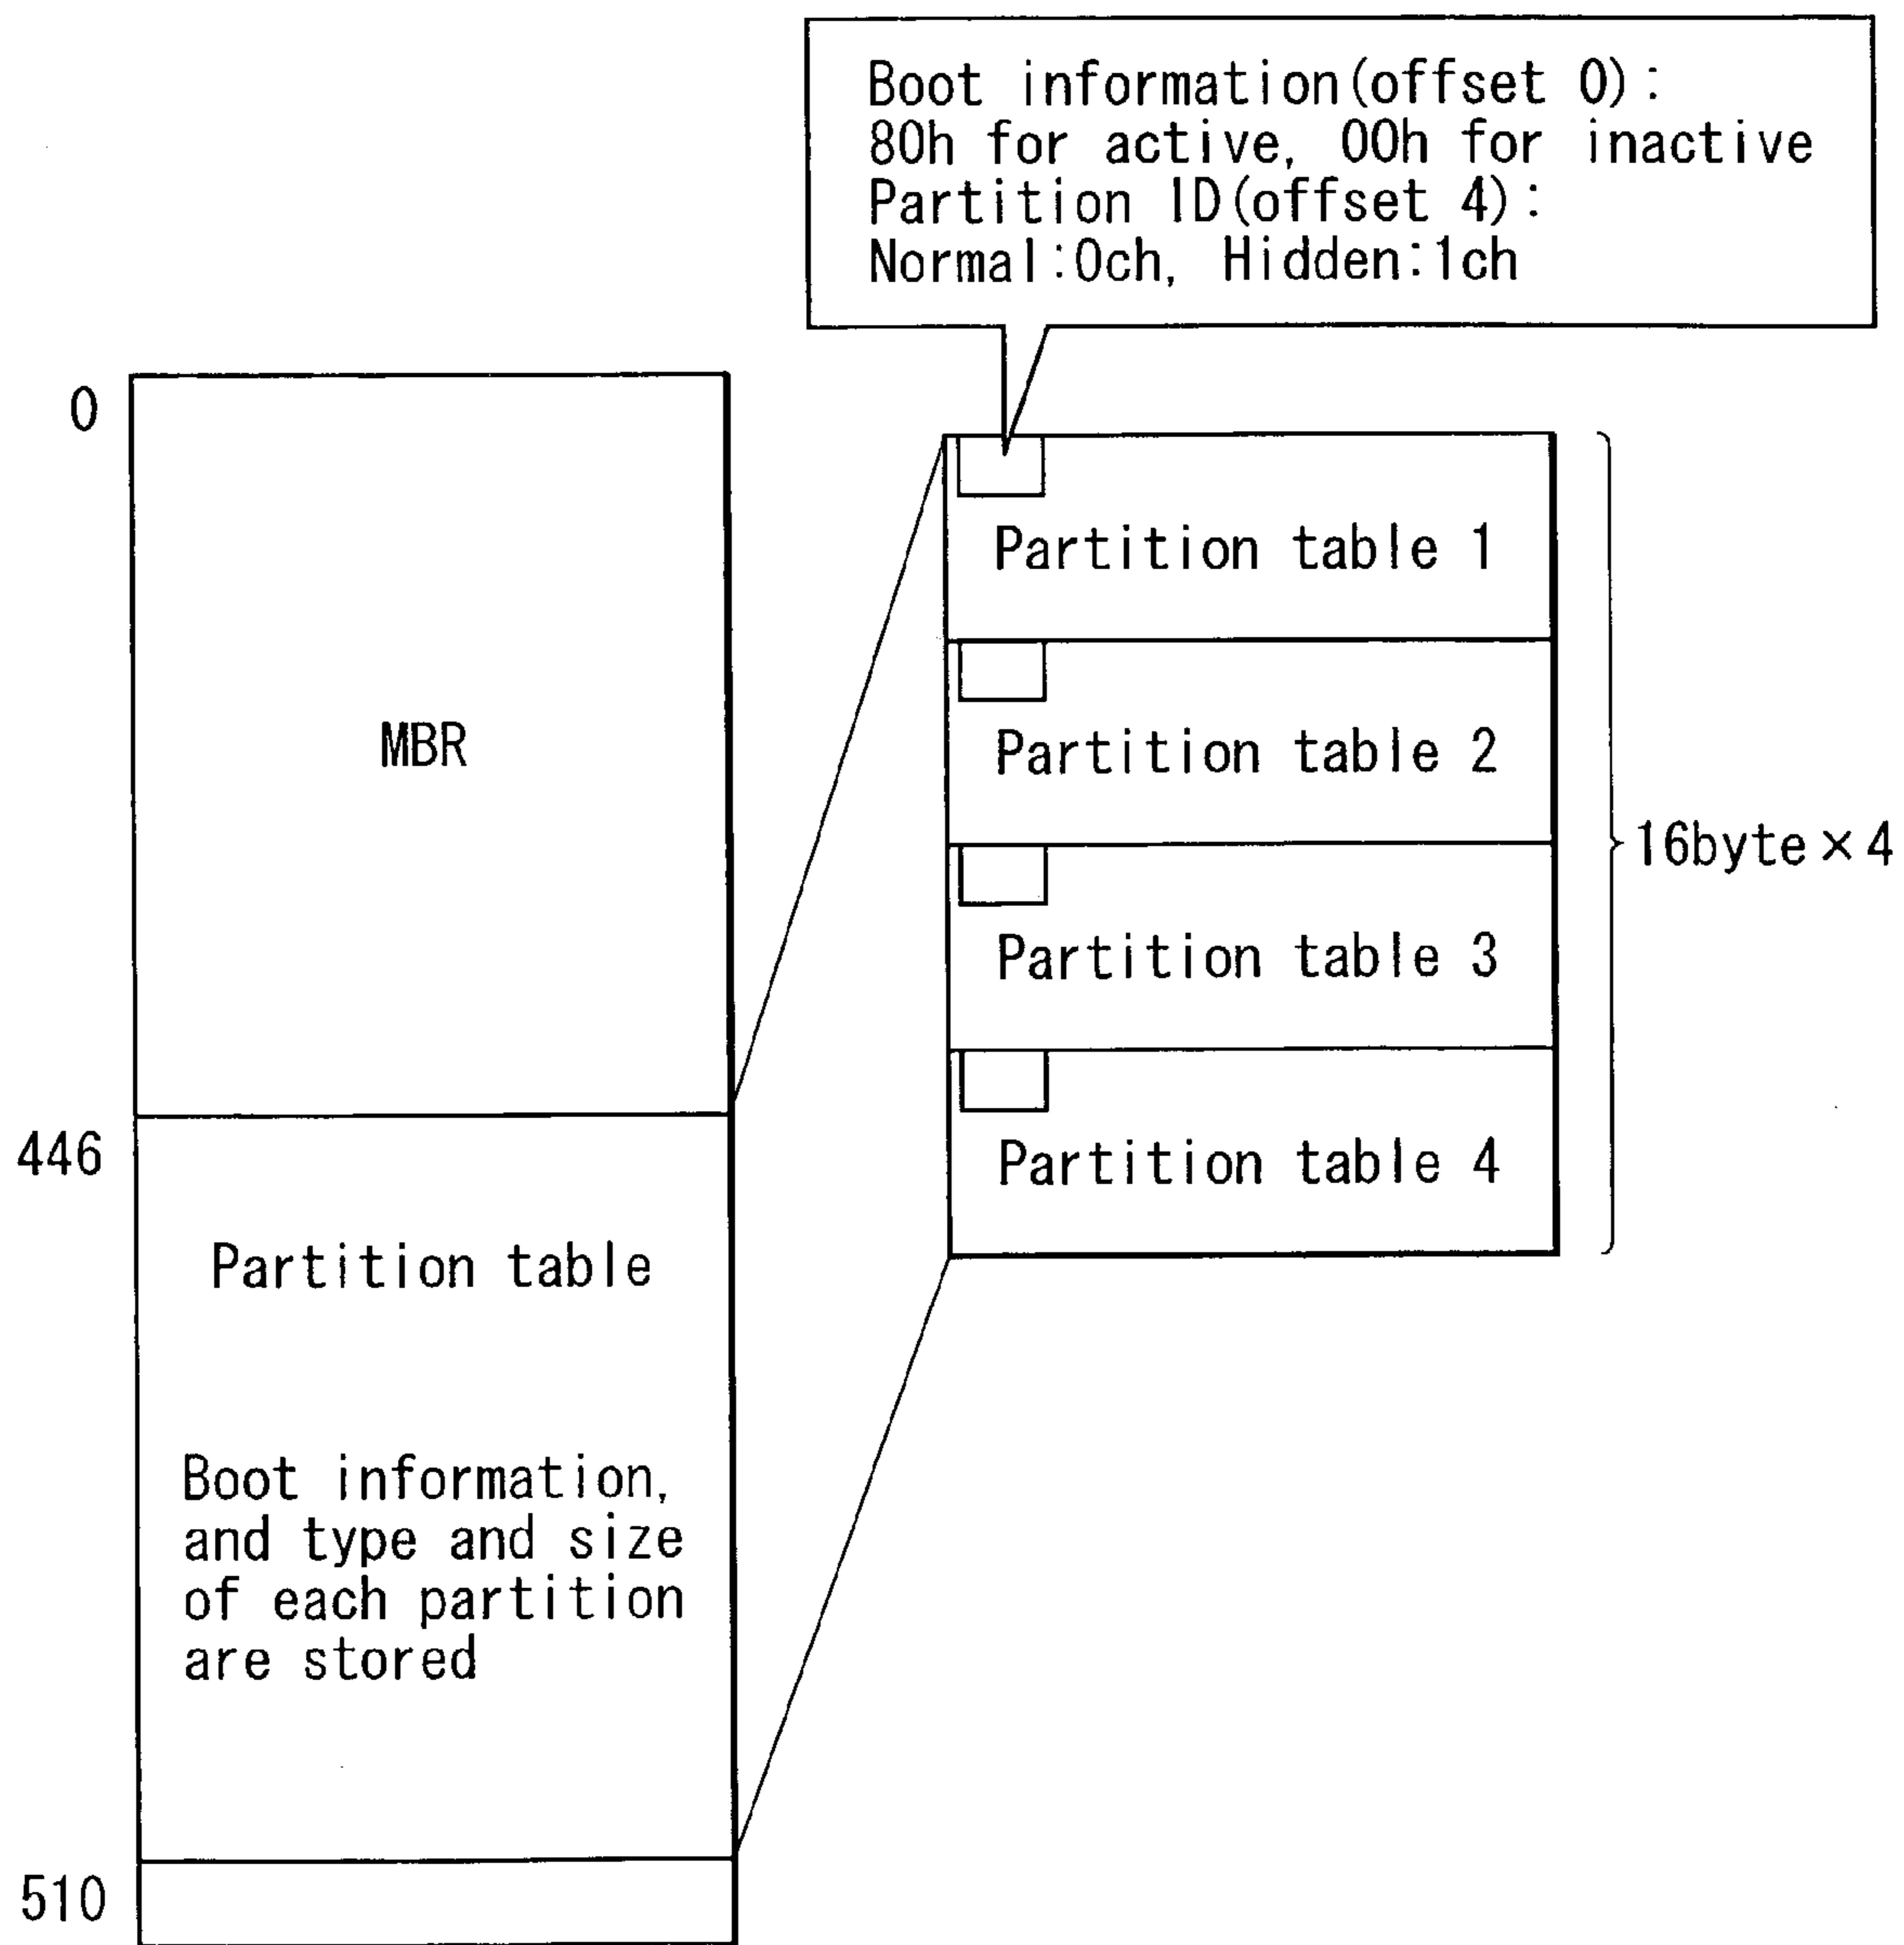 Boot information(offset 0):
80h for active, 00h for inactive
Partition ID(offset 4):
Normal:0ch, Hidden:1ch
0
MBR
446
Partition table
Boot information,
and type and size
of each partition
are stored
510
Partition table 1
Partition table 2
Partition table 3
Partition table 4
16byte×4